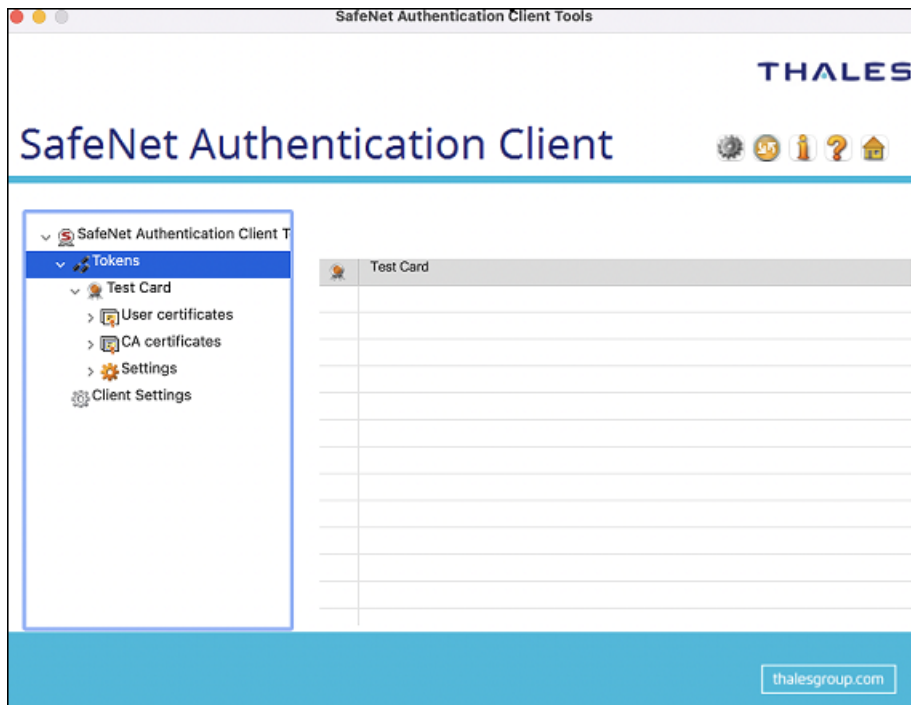 SafeNet Authentication Client Tools
THALES
SafeNet Authentication Client
SafeNet Authentication Client T
Tokens
Test Card
Test Card
User certificates
CA certificates
Settings
Client Settings
thalesgroup.com